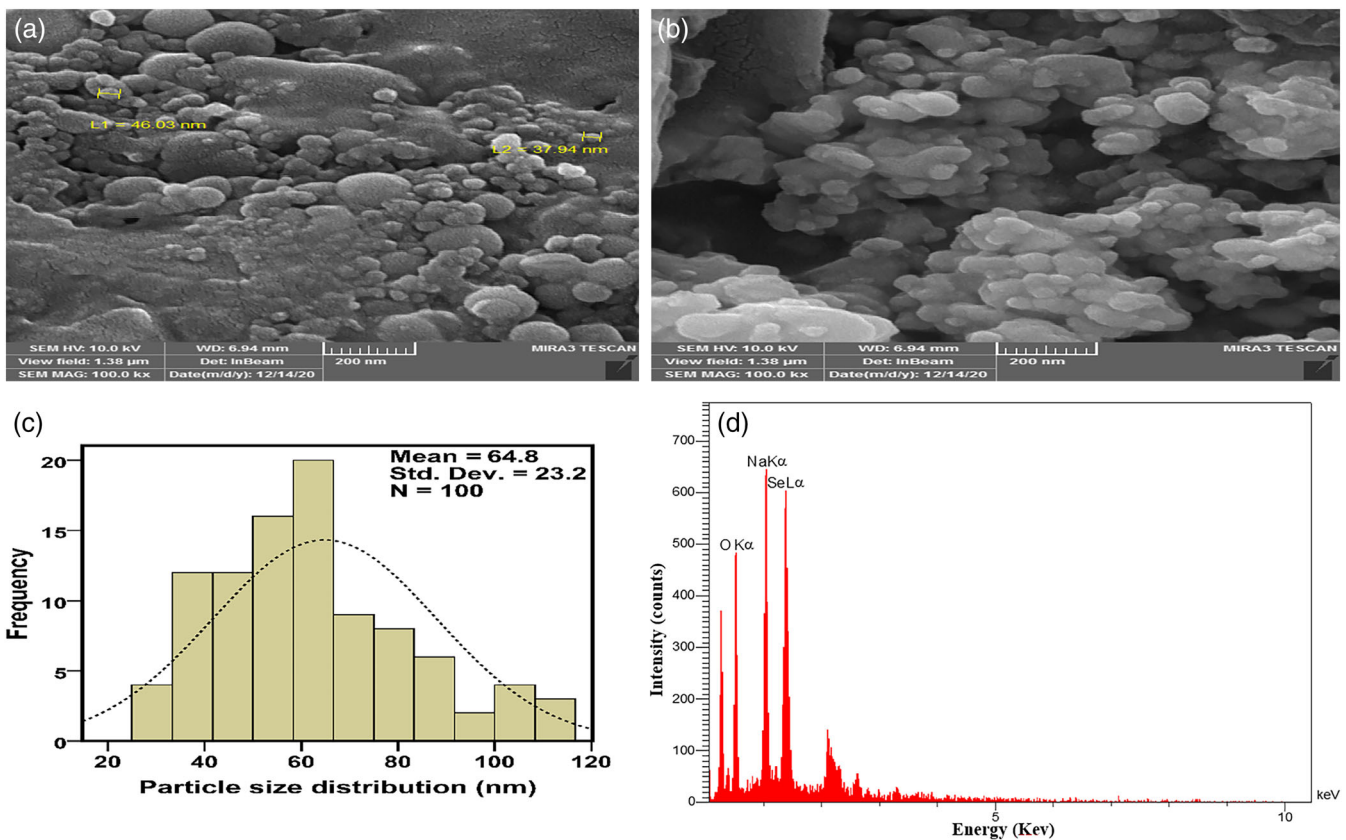 (a)
L1 = 46.03 nm
L2 = 37.94 nm
SEM HV: 10.0 kV WD: 6.94 mm MIRA3 TESCAN
View field: 1.38 µm Det: InBeam 200 nm
SEM MAG: 100.0 kx Date(m/d/y): 12/14/20
(b)
SEM HV: 10.0 kV WD: 6.94 mm MIRA3 TESCAN
View field: 1.38 µm Det: InBeam 200 nm
SEM MAG: 100.0 kx Date(m/d/y): 12/14/20
(c)
Mean = 64.8
Std. Dev. = 23.2
N = 100
Frequency
20
15
10
5
0
20 40 60 80 100 120
Particle size distribution (nm)
(d)
Intensity (counts)
700
600
500
400
300
200
100
0
NaKα
SeLα
O Kα
5 10
keV
Energy (Kev)